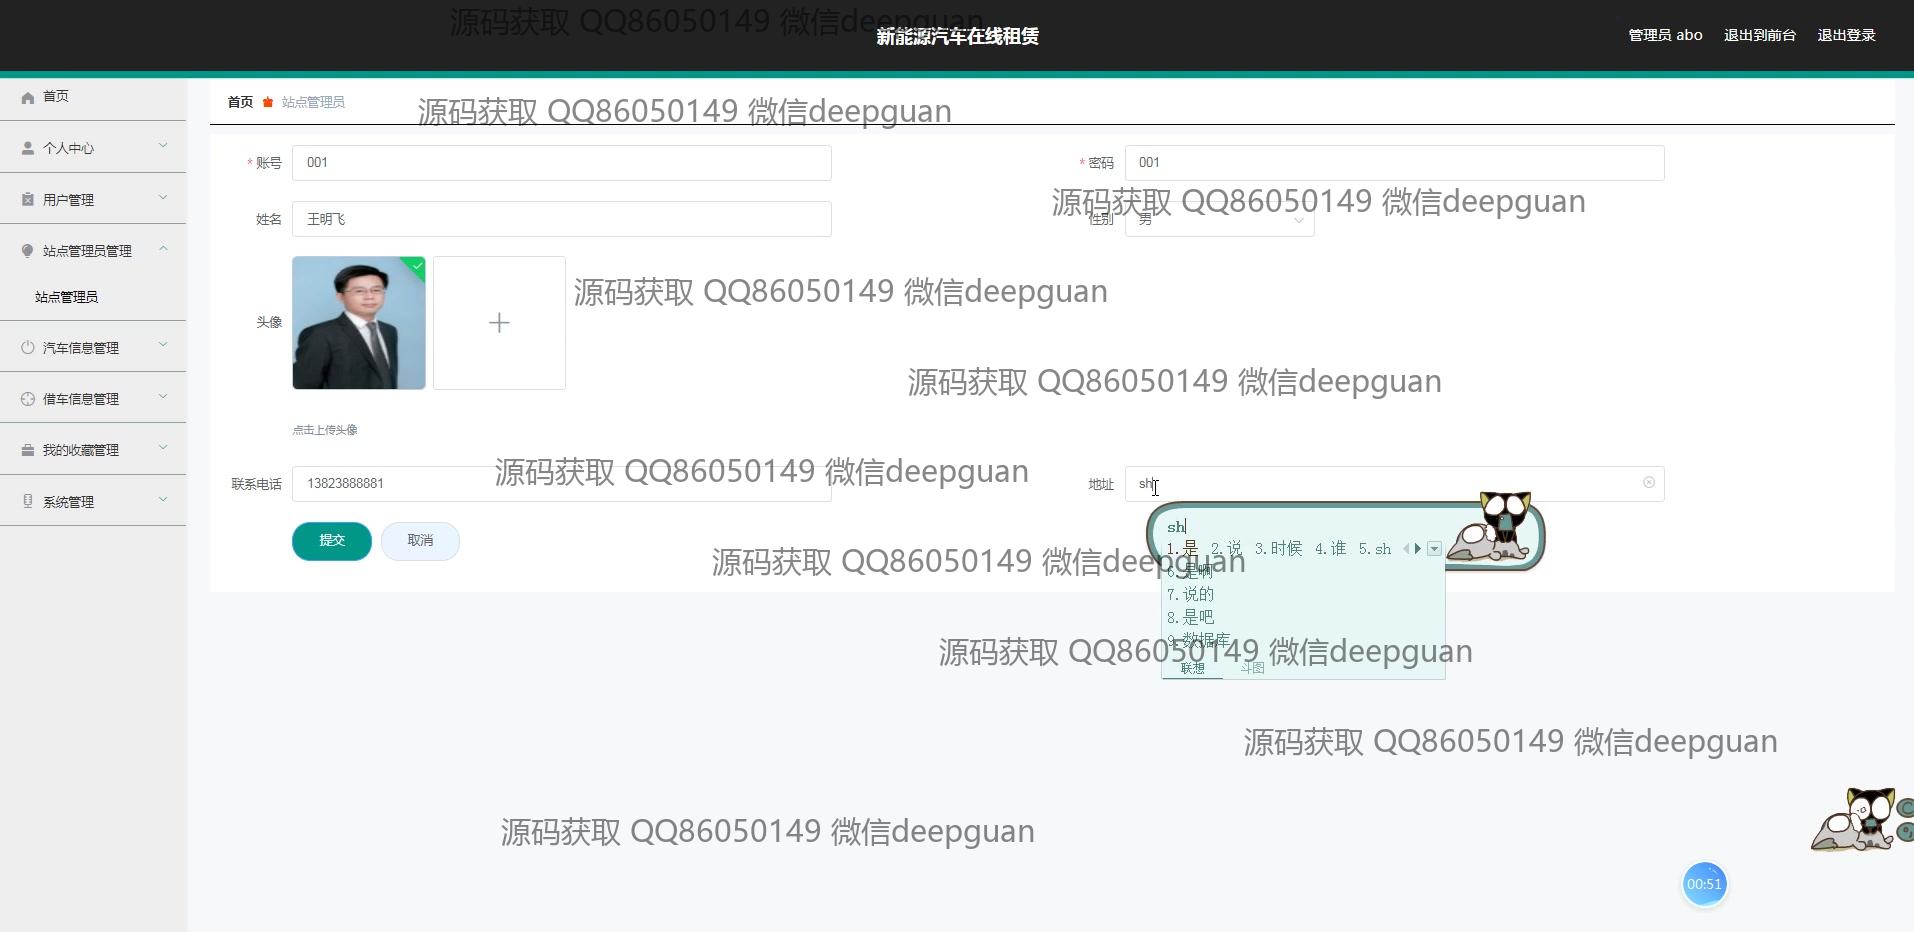 源码获取 QQ86050149 微信deepguan
新能源汽车在线租赁
管理员 abo 退出到前台 退出登录
首页
个人中心
用户管理
站点管理员管理
站点管理员
汽车信息管理
借车信息管理
我的收藏管理
系统管理
首页 站点管理员
源码获取 QQ86050149 微信deepguan
* 账号 001
* 密码 001
源码获取 QQ86050149 微信deepguan
姓名 王明飞
性别 男
源码获取 QQ86050149 微信deepguan
头像
源码获取 QQ86050149 微信deepguan
点击上传头像
源码获取 QQ86050149 微信deepguan
联系电话 13823888881
地址 sh
提交 取消
sh
1.是 2.说 3.时候 4.谁 5.sh
源码获取 QQ86050149 微信deepguan
6.是啊
7.说的
8.是吧
9.数据库
源码获取 QQ86050149 微信deepguan
联想 斗图
源码获取 QQ86050149 微信deepguan
源码获取 QQ86050149 微信deepguan
00:51